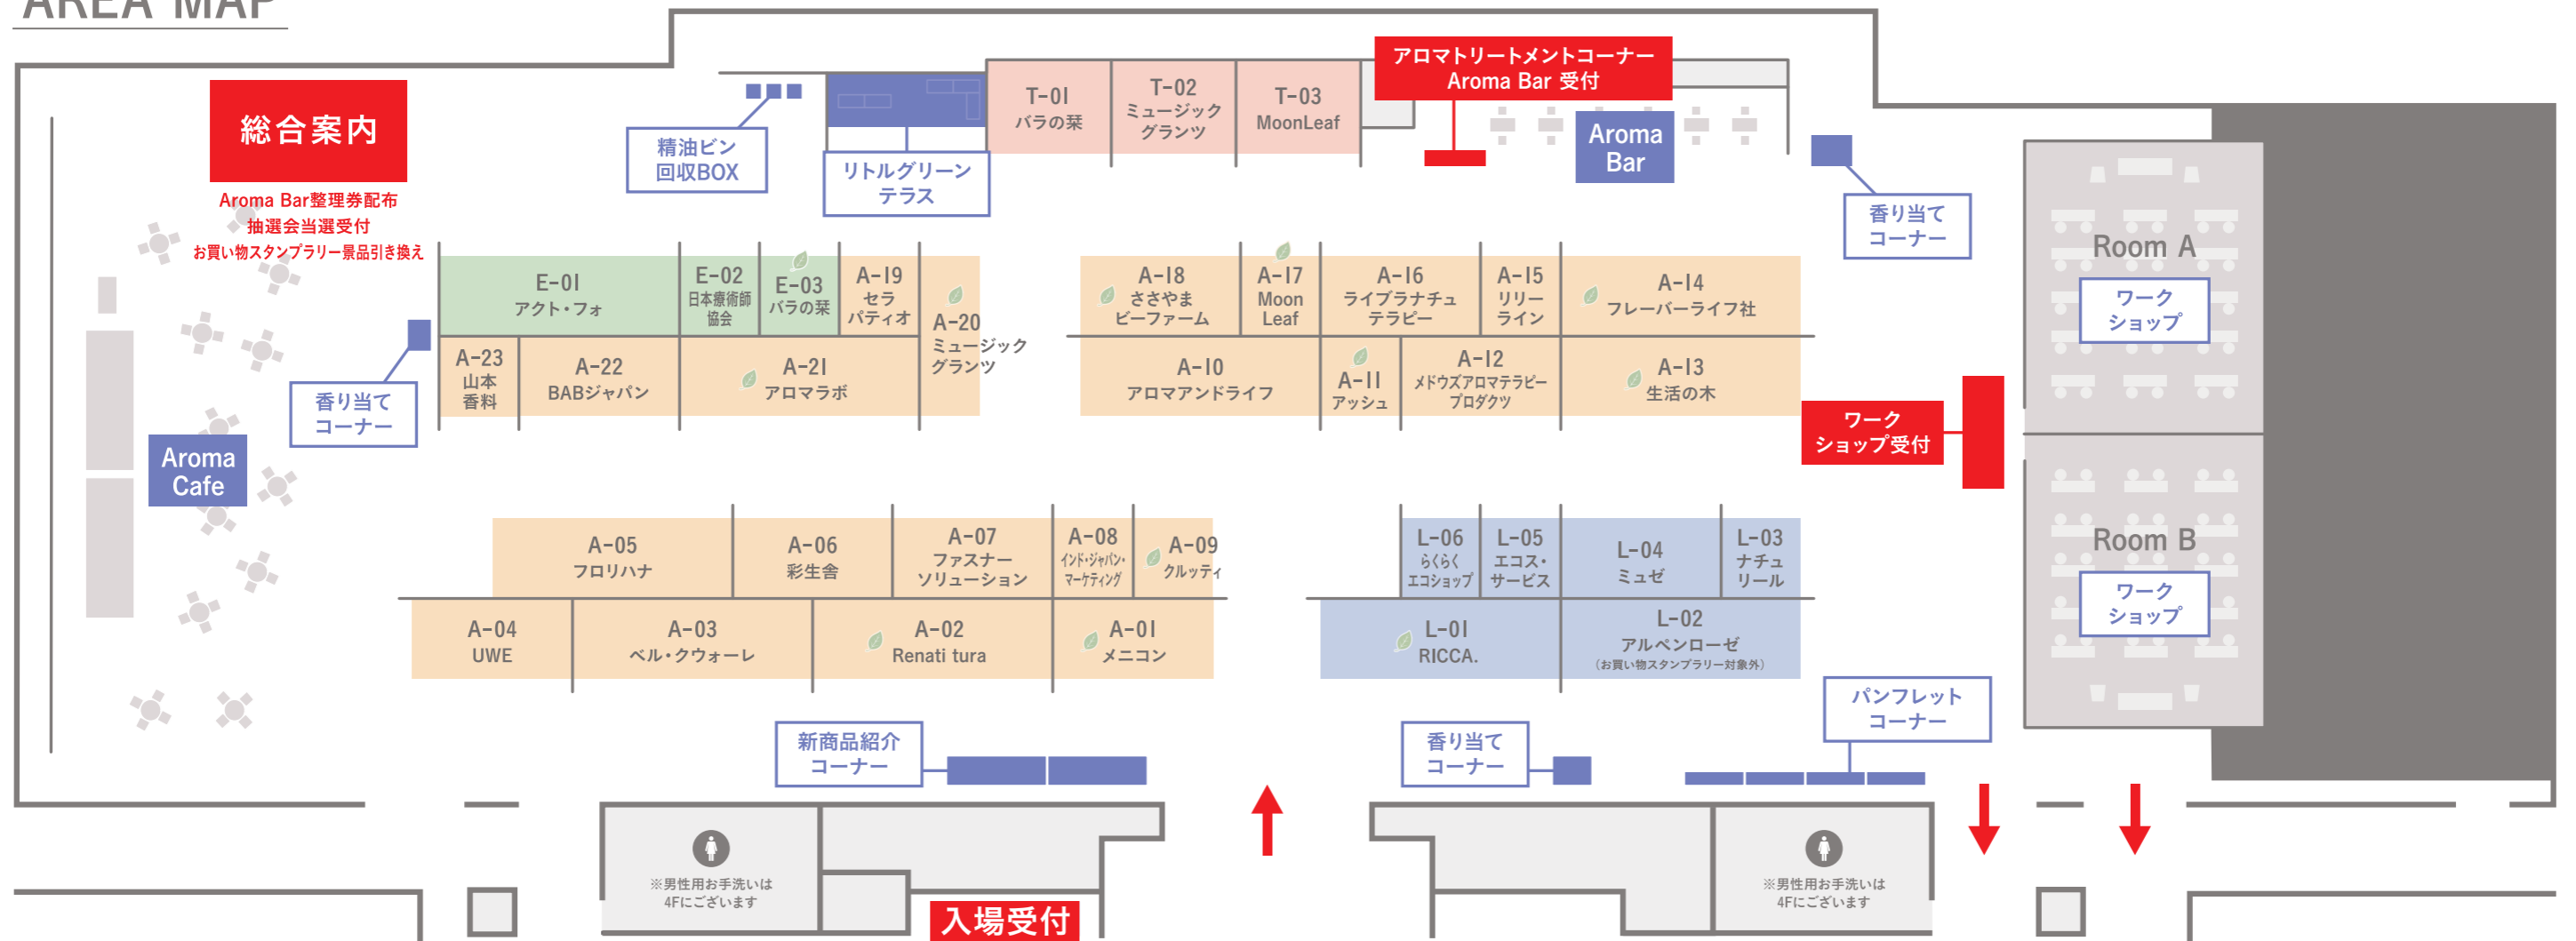 AREA MAP
総合案内
Aroma Bar整理券配布
抽選会当選受付
お買い物スタンプラリー景品引き換え
精油ビン
回収BOX
リトルグリーン
テラス
T-01
バラの栞
T-02
ミュージック
グランツ
T-03
MoonLeaf
アロマトリートメントコーナー
Aroma Bar 受付
Aroma
Bar
香り当て
コーナー
Room A
ワーク
ショップ
E-01
アクト・フォ
E-02
日本療術師
協会
E-03
バラの栞
A-19
セラ
パティオ
A-20
ミュージック
グランツ
A-18
ささやま
ビーファーム
A-17
Moon
Leaf
A-16
ライブラナチュ
テラピー
A-15
リリー
ライン
A-14
フレーバーライフ社
A-23
山本
香料
A-22
BABジャパン
A-21
アロマラボ
A-10
アロマアンドライフ
A-11
アッシュ
A-12
メドウズアロマテラピー
プロダクツ
A-13
生活の木
香り当て
コーナー
Aroma
Cafe
ワーク
ショップ受付
Room B
ワーク
ショップ
A-05
フロリハナ
A-06
彩生舎
A-07
ファスナー
ソリューション
A-08
インド・ジャパン・
マーケティング
A-09
クルッティ
L-06
らくらく
エコショップ
L-05
エコス・
サービス
L-04
ミュゼ
L-03
ナチュ
リール
A-04
UWE
A-03
ベル・クウォーレ
A-02
Renati tura
A-01
メニコン
L-01
RICCA.
L-02
アルペンローゼ
（お買い物スタンプラリー対象外）
新商品紹介
コーナー
香り当て
コーナー
パンフレット
コーナー
※男性用お手洗いは
4Fにございます
入場受付
※男性用お手洗いは
4Fにございます